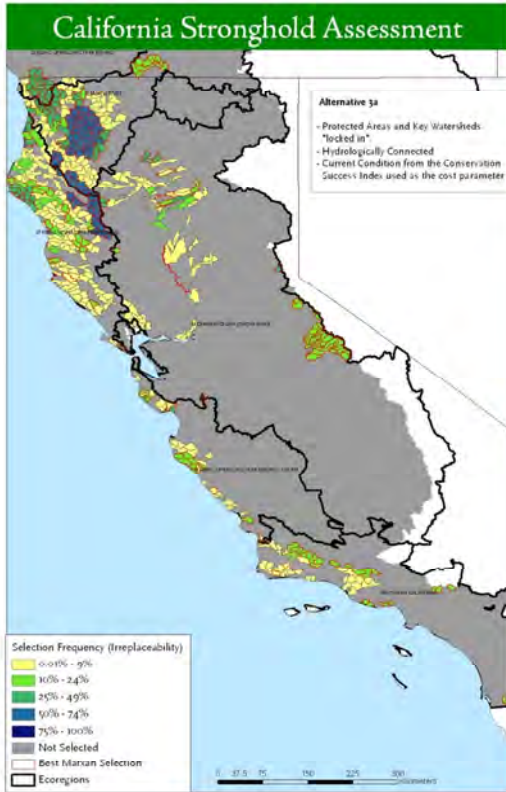 California Stronghold Assessment
Alternative 3a
- Protected Areas and Key Watersheds
"locked in".
- Hydrologically Connected
- Current Condition from the Conservation
Success Index used as the cost parameter
Selection Frequency (Irreplaceability)
0.01% - 9%
10% - 24%
25% - 49%
50% - 74%
75% - 100%
Not Selected
Best Marxan Selection
Ecoregions
0 37.5 75 150 225 300